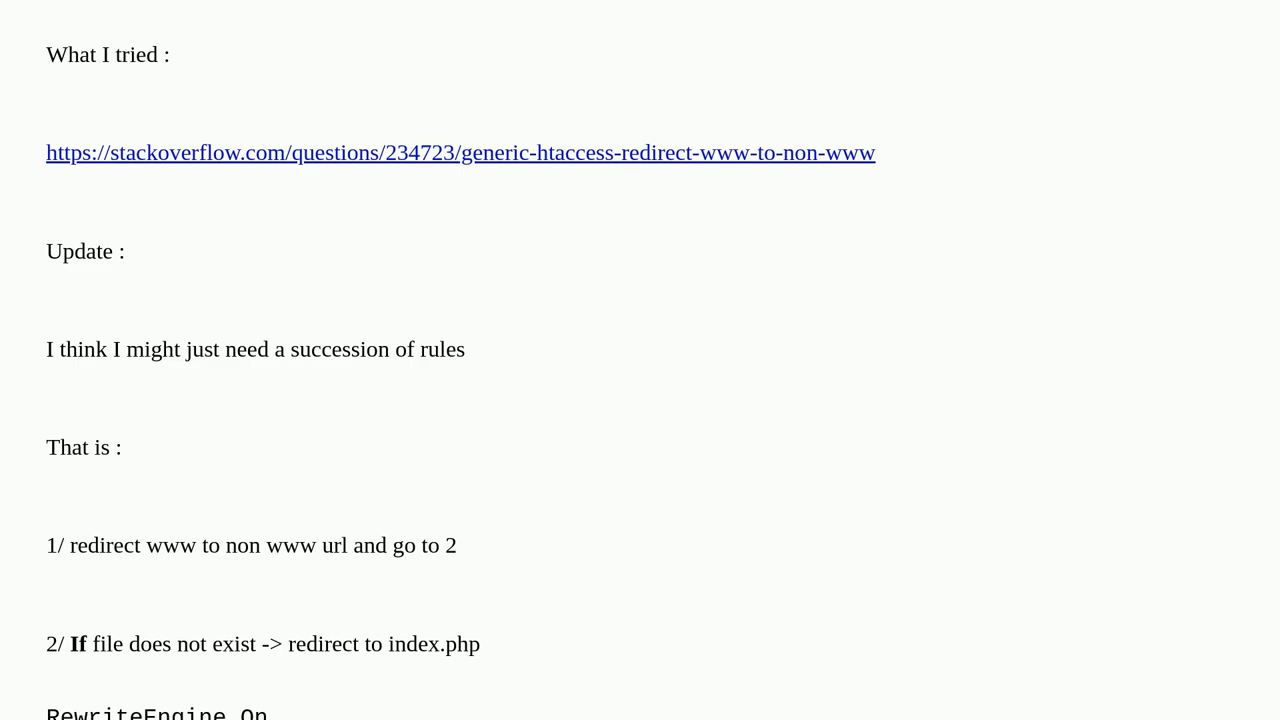 What I tried :
https://stackoverflow.com/questions/234723/generic-htaccess-redirect-www-to-non-www
Update :
I think I might just need a succession of rules
That is :
1/ redirect www to non www url and go to 2
2/ If file does not exist -> redirect to index.php
RewriteEngine On